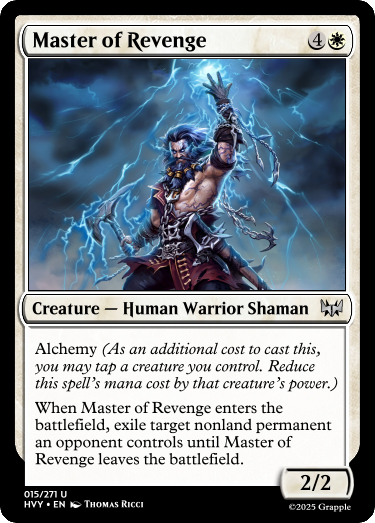 Master of Revenge 4
Creature — Human Warrior Shaman
Alchemy (As an additional cost to cast this,
you may tap a creature you control. Reduce
this spell's mana cost by that creature's power.)
When Master of Revenge enters the
battlefield, exile target nonland permanent
an opponent controls until Master of
Revenge leaves the battlefield.
2/2
015/271 U
HVY • EN Thomas Ricci
©2025 Grapple